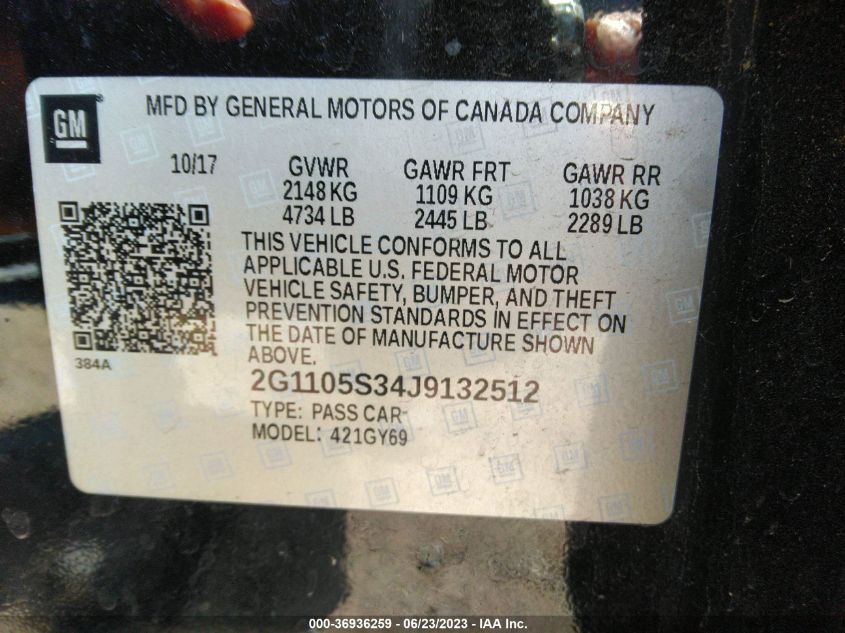 GM
MFD BY GENERAL MOTORS OF CANADA COMPANY
10/17 GVWR GAWR FRT GAWR RR
2148 KG 1109 KG 1038 KG
4734 LB 2445 LB 2289 LB
THIS VEHICLE CONFORMS TO ALL
APPLICABLE U.S. FEDERAL MOTOR
VEHICLE SAFETY, BUMPER, AND THEFT
PREVENTION STANDARDS IN EFFECT ON
THE DATE OF MANUFACTURE SHOWN
ABOVE.
384A
2G1105S34J9132512
TYPE: PASS CAR
MODEL: 421GY69
000-36936259 - 06/23/2023 - IAA Inc.